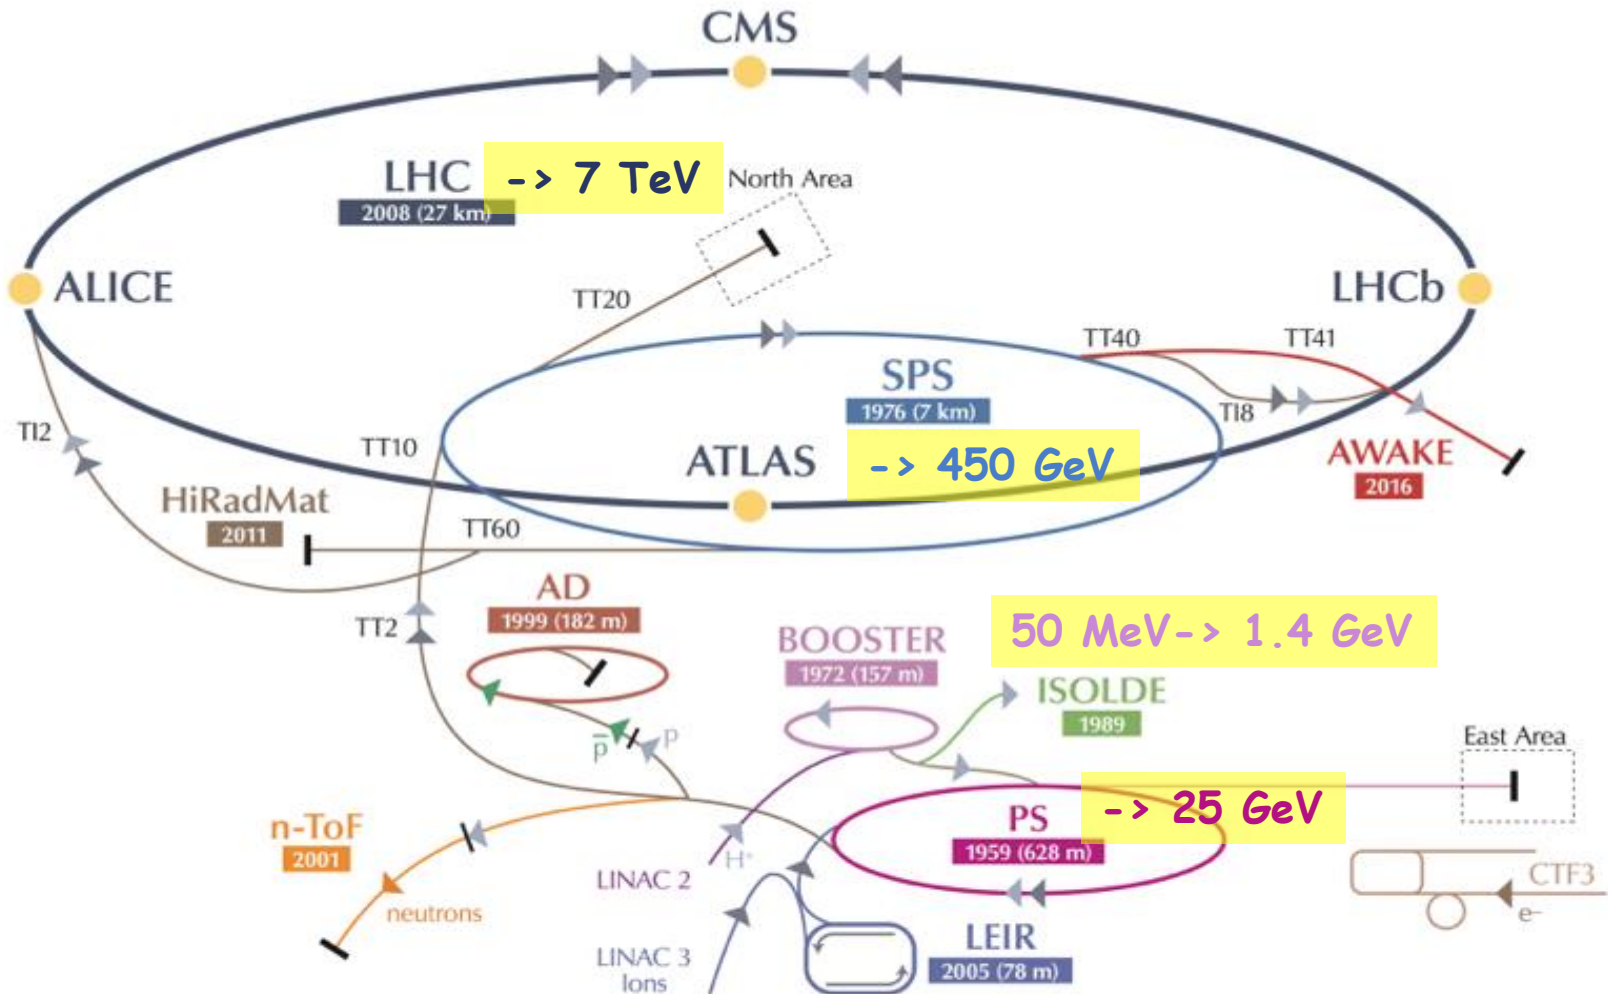 CMS
LHC -> 7 TeV
2008 (27 km)
North Area
ALICE
LHCb
TT20
TT40
TT41
SPS
1976 (7 km)
TI8
TI2
TT10
ATLAS
-> 450 GeV
AWAKE
2016
HiRadMat
2011
TT60
AD
1999 (182 m)
TT2
BOOSTER
1972 (157 m)
50 MeV-> 1.4 GeV
ISOLDE
1989
p̅
p
East Area
n-ToF
2001
PS
1959 (628 m)
-> 25 GeV
LINAC 2
H⁺
neutrons
CTF3
e⁻
LINAC 3
Ions
LEIR
2005 (78 m)